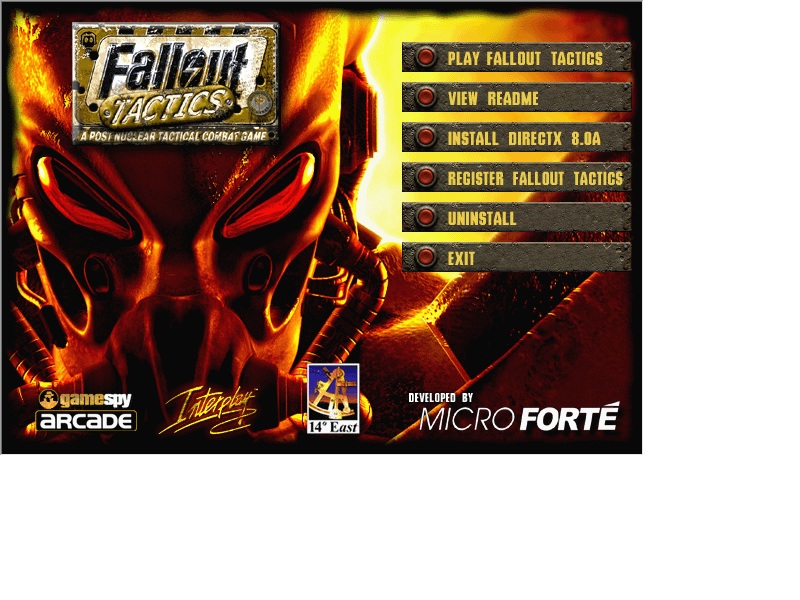 Fallout
TACTICS
A POST NUCLEAR TACTICAL COMBAT GAME
PLAY FALLOUT TACTICS
VIEW README
INSTALL DIRECTX 8.0A
REGISTER FALLOUT TACTICS
UNINSTALL
EXIT
gamespy
ARCADE
Interplay
14° East
DEVELOPED BY
MICRO FORTÉ